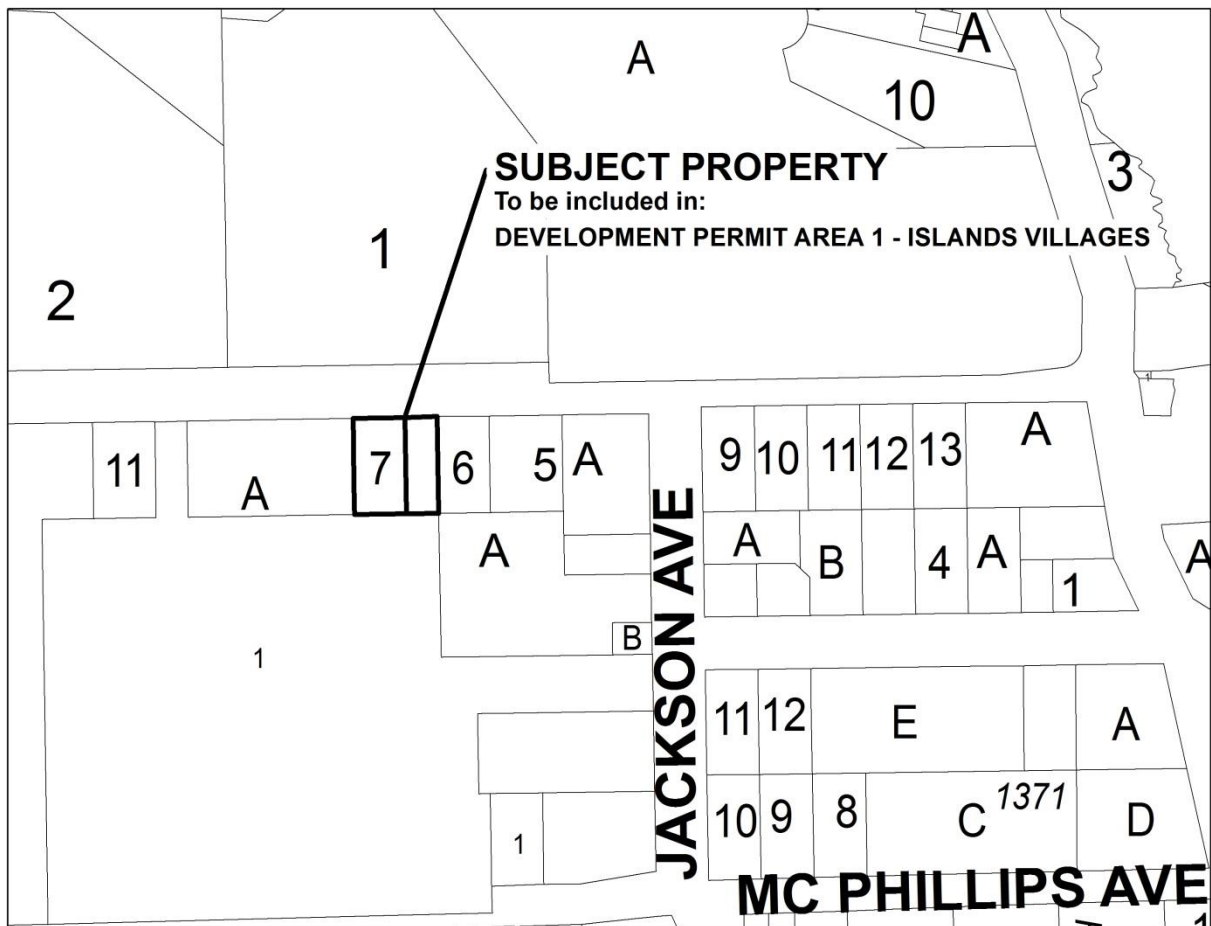 A
A
10
SUBJECT PROPERTY
To be included in:
DEVELOPMENT PERMIT AREA 1 - ISLANDS VILLAGES
3
1
2
1
11
A
7
6
5
A
9
10
11
12
13
A
A
A
B
4
A
1
A
B
1
JACKSON AVE
11
12
E
A
1
10
9
8
C
1371
D
MC PHILLIPS AVE